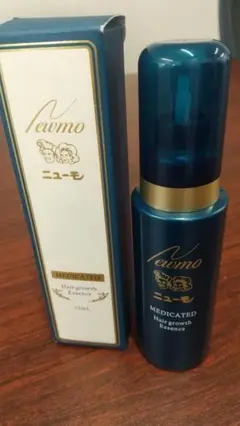 Newmo
ニューモ
MEDICATED
Hair growth
Essence
Newmo
ニューモ
MEDICATED
Hair growth
Essence